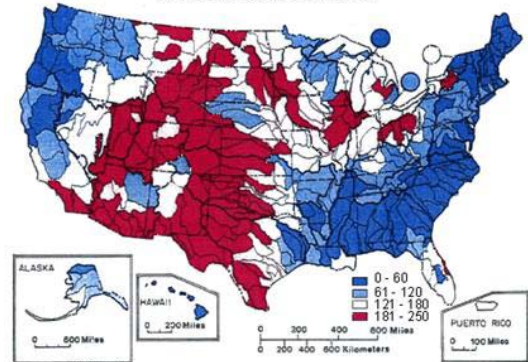 0 - 60
61 - 120
121 - 180
181 - 250
ALASKA
0 600 Miles
HAWAII
0 200 Miles
0 200 400 600 Miles
0 200 400 600 Kilometers
PUERTO RICO
0 100 Miles